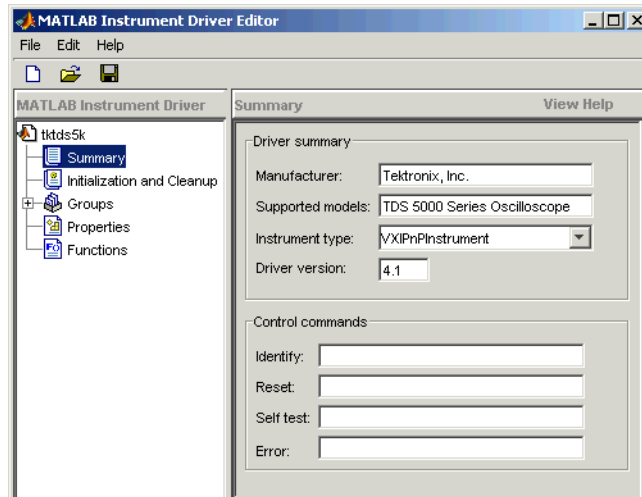 MATLAB Instrument Driver Editor
File Edit Help
MATLAB Instrument Driver
Summary View Help
tktds5k
Summary
Initialization and Cleanup
Groups
Properties
Functions
Driver summary
Manufacturer: Tektronix, Inc.
Supported models: TDS 5000 Series Oscilloscope
Instrument type: VXIPnPInstrument
Driver version: 4.1
Control commands
Identify:
Reset:
Self test:
Error: